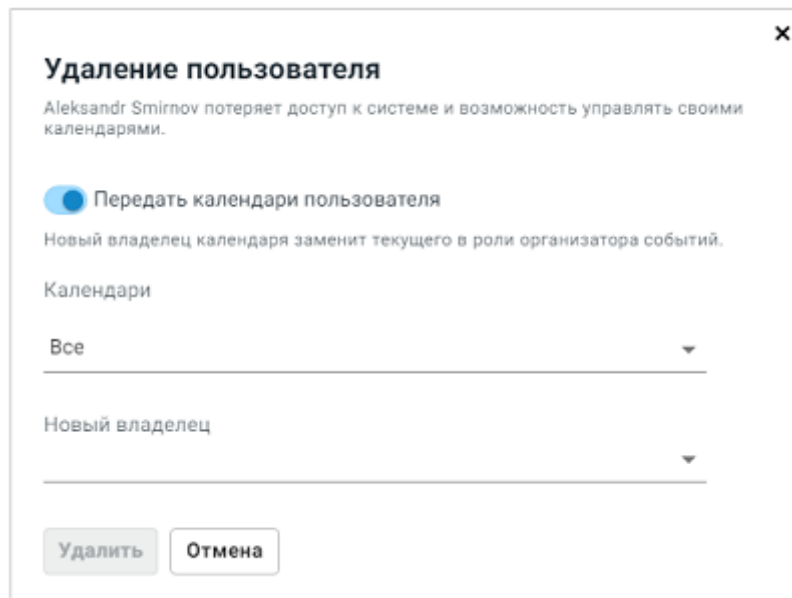 Удаление пользователя
Aleksandr Smirnov потеряет доступ к системе и возможность управлять своими
календарями.
Передать календари пользователя
Новый владелец календаря заменит текущего в роли организатора событий.
Календари
Все
Новый владелец
Удалить
Отмена